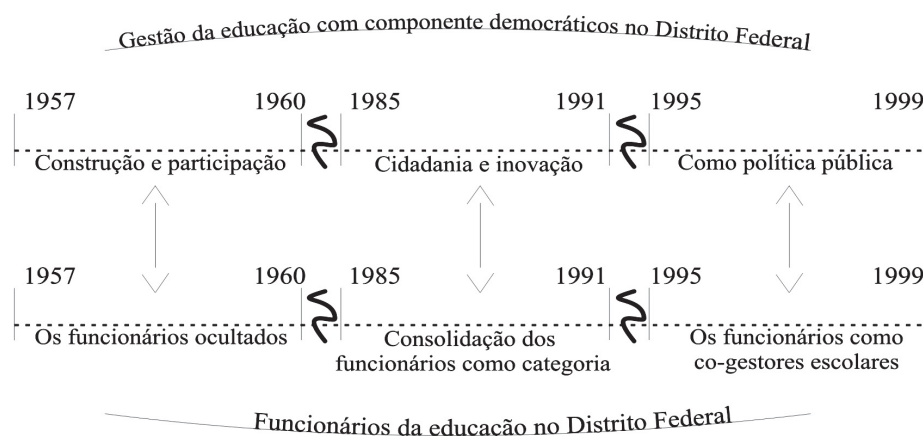 Gestão da educação com componente democráticos no Distrito Federal
1957 1960 1985 1991 1995 1999
Construção e participação Cidadania e inovação Como política pública
1957 1960 1985 1991 1995 1999
Os funcionários ocultados Consolidação dos Os funcionários como
funcionários como categoria co-gestores escolares
Funcionários da educação no Distrito Federal